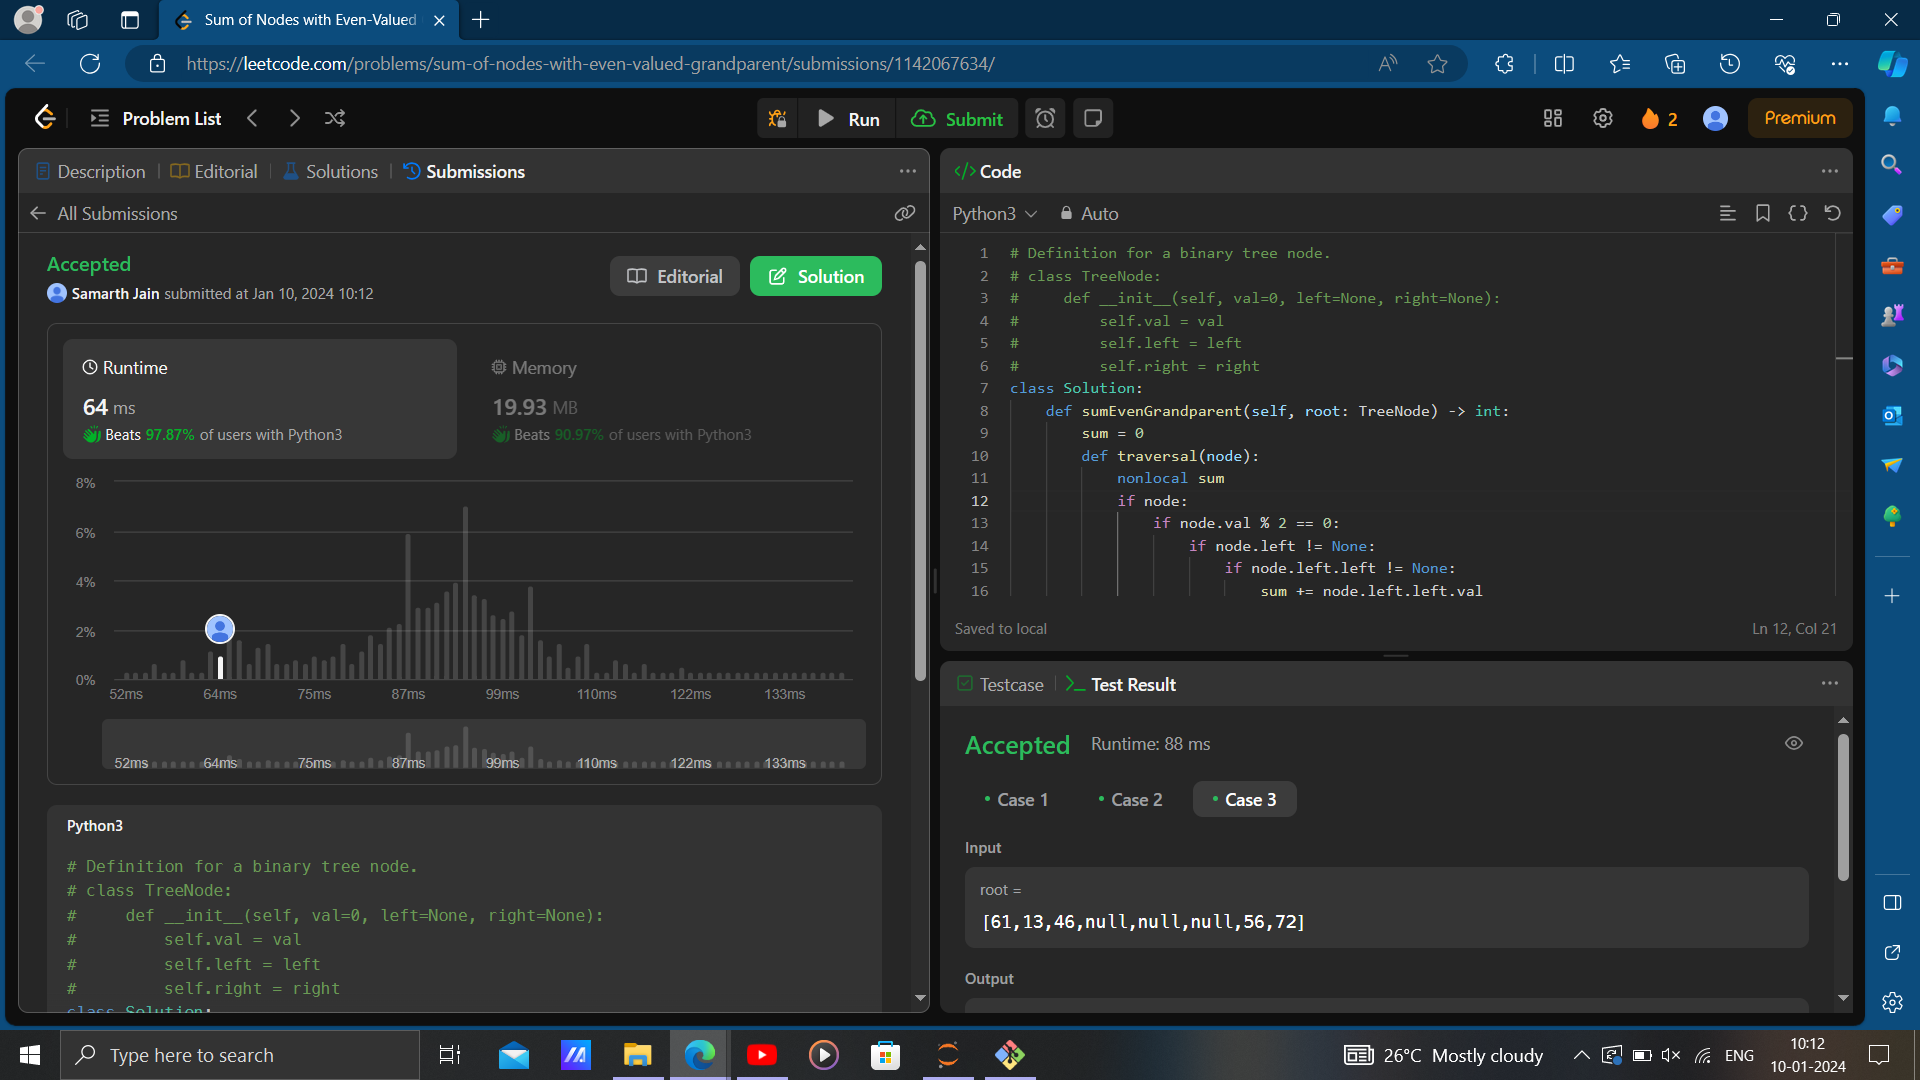 Sum of Nodes with Even-Valued
https://leetcode.com/problems/sum-of-nodes-with-even-valued-grandparent/submissions/1142067634/
Problem List
Run
Submit
2
Premium
Description
Editorial
Solutions
Submissions
All Submissions
Accepted
Samarth Jain submitted at Jan 10, 2024 10:12
Editorial
Solution
Runtime
64 ms
Beats 97.87% of users with Python3
Memory
19.93 MB
Beats 90.97% of users with Python3
8%
6%
4%
2%
0%
52ms 64ms 75ms 87ms 99ms 110ms 122ms 133ms
52ms 64ms 75ms 87ms 99ms 110ms 122ms 133ms
Python3
# Definition for a binary tree node.
# class TreeNode:
#     def __init__(self, val=0, left=None, right=None):
#         self.val = val
#         self.left = left
#         self.right = right
class Solution:
</> Code
Python3
Auto
1 # Definition for a binary tree node.
2 # class TreeNode:
3 #     def __init__(self, val=0, left=None, right=None):
4 #         self.val = val
5 #         self.left = left
6 #         self.right = right
7 class Solution:
8     def sumEvenGrandparent(self, root: TreeNode) -> int:
9         sum = 0
10         def traversal(node):
11             nonlocal sum
12             if node:
13                 if node.val % 2 == 0:
14                     if node.left != None:
15                         if node.left.left != None:
16                             sum += node.left.left.val
Saved to local
Ln 12, Col 21
Testcase
Test Result
Accepted
Runtime: 88 ms
Case 1
Case 2
Case 3
Input
root =
[61,13,46,null,null,null,56,72]
Output
Type here to search
26°C Mostly cloudy
ENG
10:12
10-01-2024